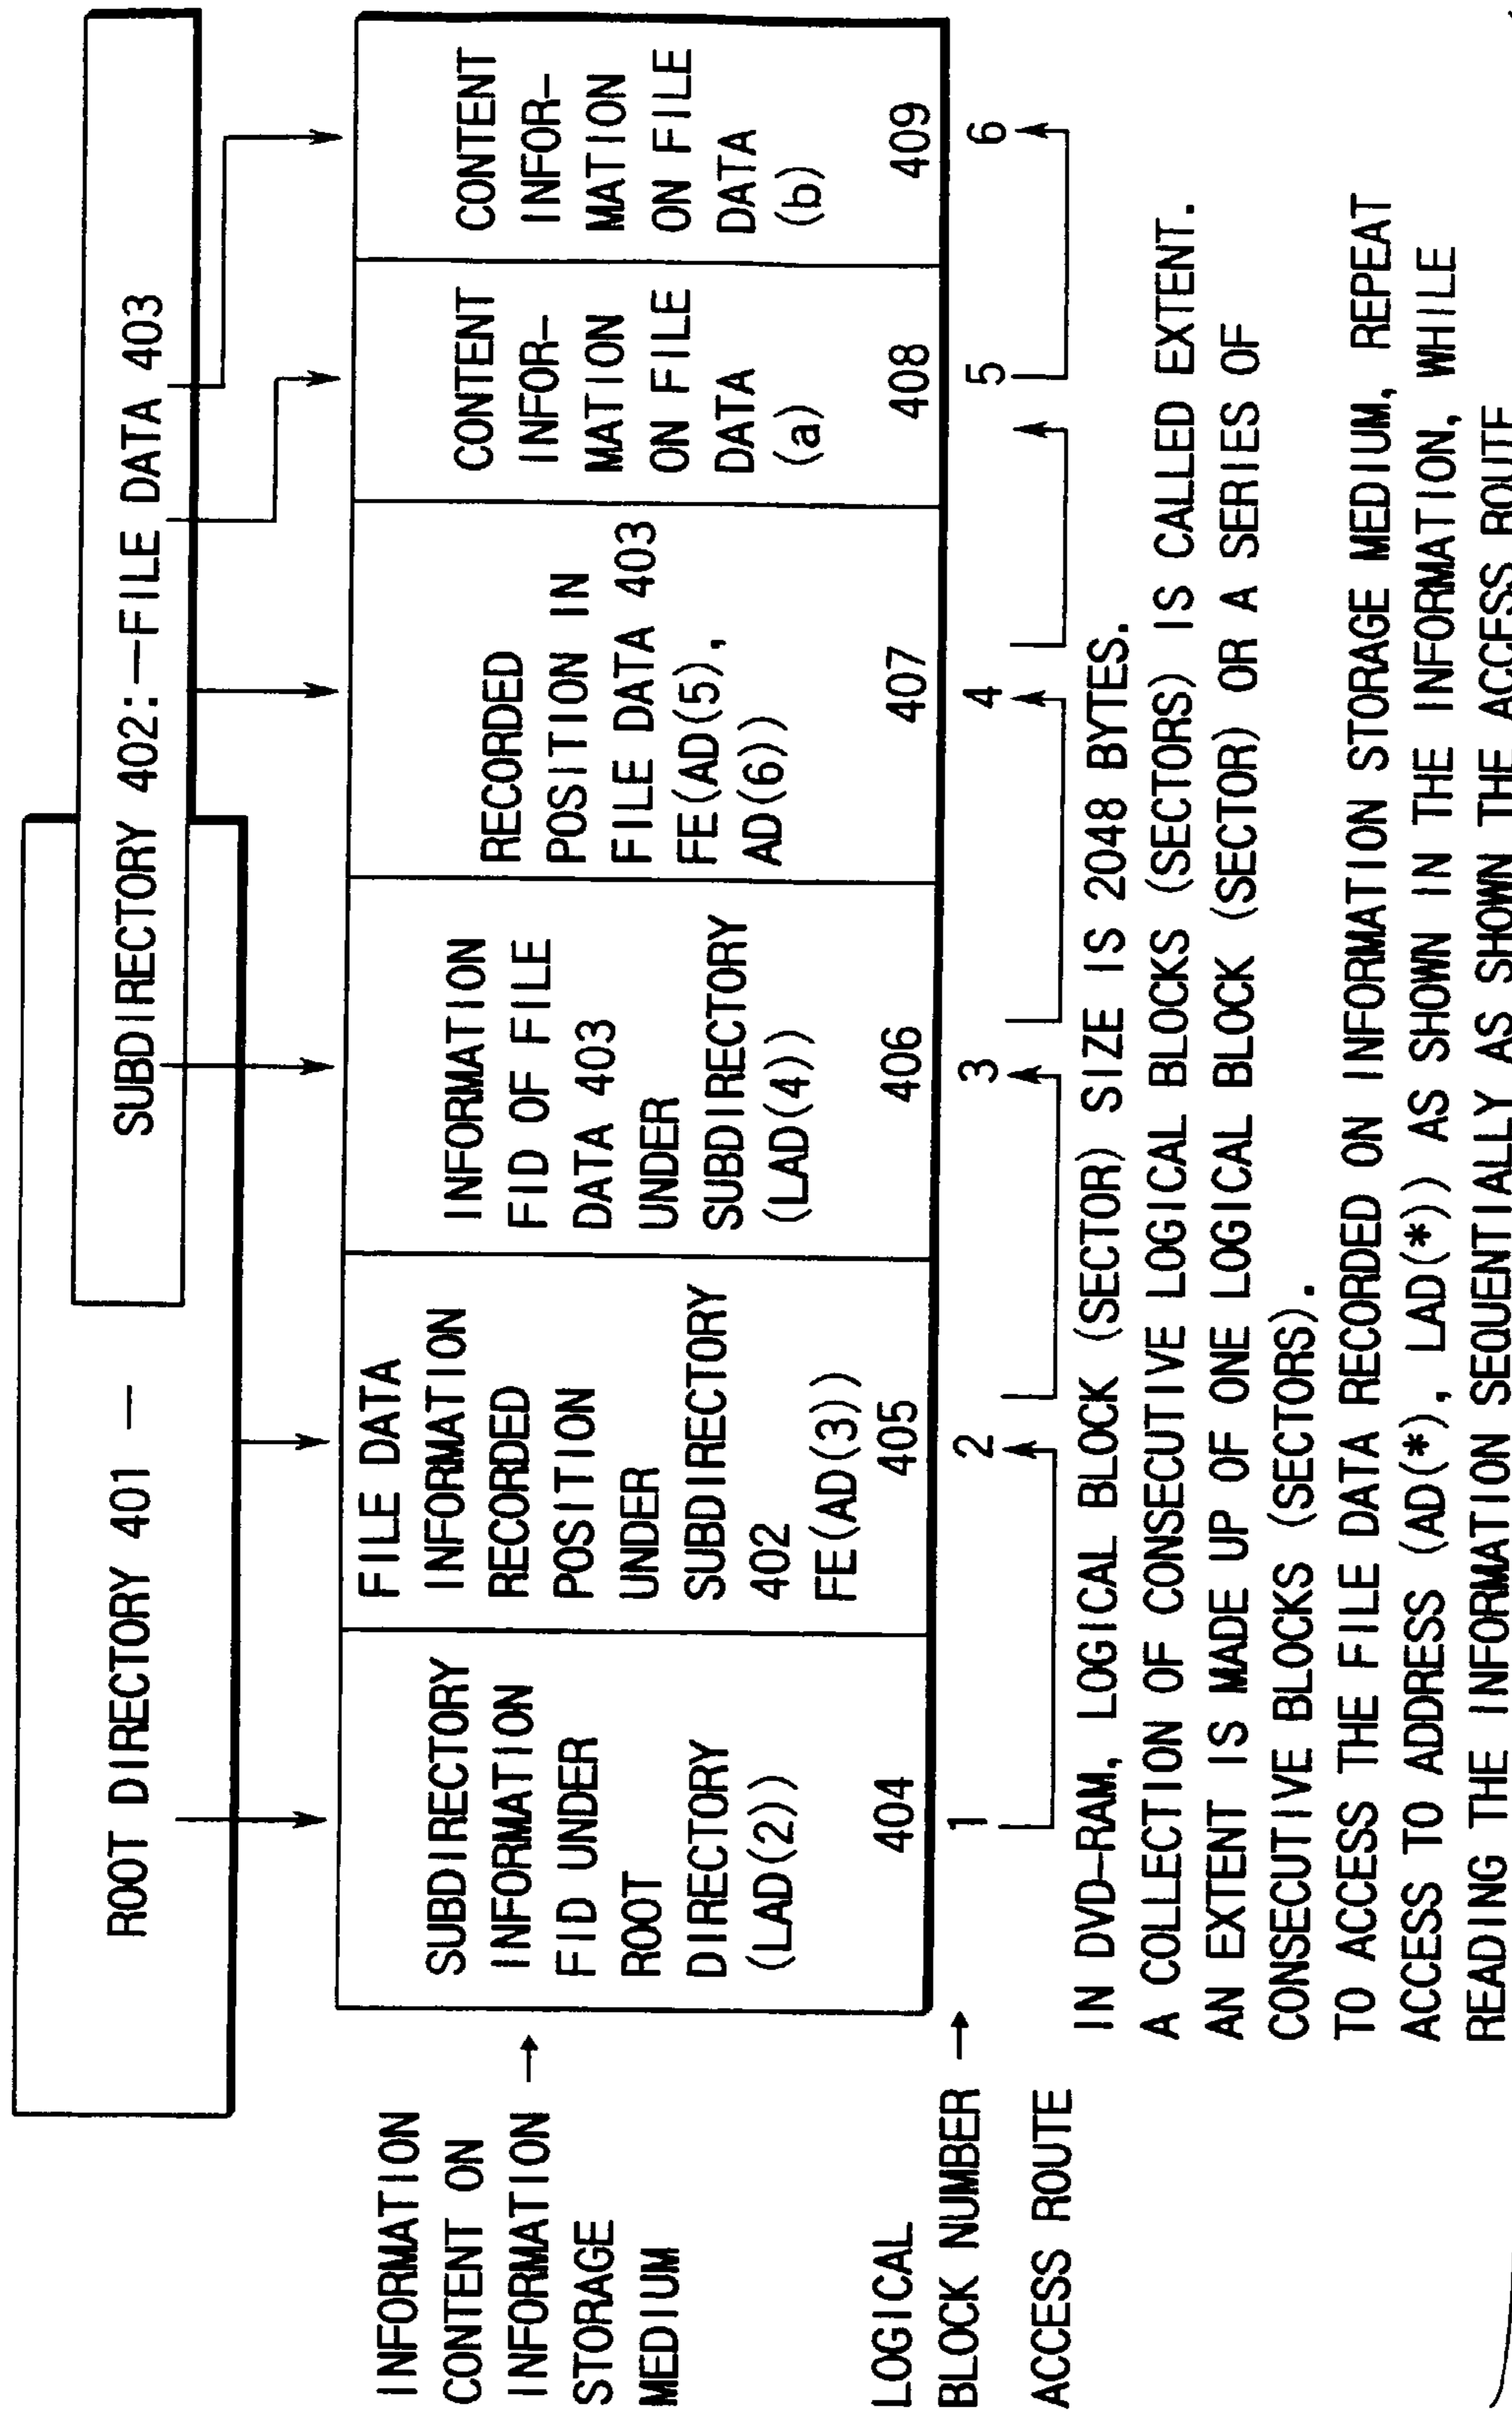 ROOT DIRECTORY 401 —
SUBDIRECTORY 402:—FILE DATA 403
INFORMATION
CONTENT ON
INFORMATION →
STORAGE
MEDIUM
SUBDIRECTORY
INFORMATION
FID UNDER
ROOT
DIRECTORY
(LAD(2))
404
FILE DATA
INFORMATION
RECORDED
POSITION
UNDER
SUBDIRECTORY
402
FE(AD(3))
405
INFORMATION
FID OF FILE
DATA 403
UNDER
SUBDIRECTORY
(LAD(4))
406
RECORDED
POSITION IN
FILE DATA 403
FE(AD(5),
AD(6))
407
CONTENT
INFOR-
MATION
ON FILE
DATA
(a)
408
CONTENT
INFOR-
MATION
ON FILE
DATA
(b)
409
LOGICAL
BLOCK NUMBER →
1 2 3 4 5 6
ACCESS ROUTE
IN DVD-RAM, LOGICAL BLOCK (SECTOR) SIZE IS 2048 BYTES.
A COLLECTION OF CONSECUTIVE LOGICAL BLOCKS (SECTORS) IS CALLED EXTENT.
AN EXTENT IS MADE UP OF ONE LOGICAL BLOCK (SECTOR) OR A SERIES OF
CONSECUTIVE BLOCKS (SECTORS).
TO ACCESS THE FILE DATA RECORDED ON INFORMATION STORAGE MEDIUM, REPEAT
ACCESS TO ADDRESS (AD(*), LAD(*)) AS SHOWN IN THE INFORMATION, WHILE
READING THE INFORMATION SEQUENTIALLY AS SHOWN THE ACCESS ROUTE